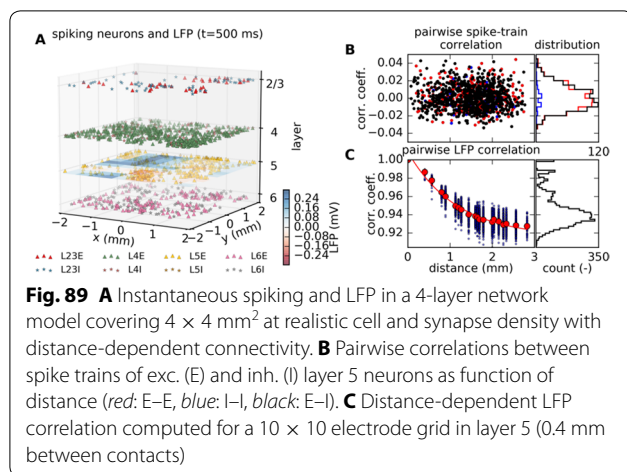 A spiking neurons and LFP (t=500 ms)
2/3
4
5
6
layer
−2 −1 0 1 2
x (mm)
−2 −1 0 1 2
y (mm)
0.24
0.16
0.08
0.00
−0.08
−0.16
−0.24
LFP (mV)
L23E L4E L5E L6E
L23I L4I L5I L6I
B pairwise spike-train correlation distribution
corr. coeff.
0.04
0.02
0.00
−0.02
−0.04
120
C pairwise LFP correlation
corr. coeff.
1.00
0.98
0.96
0.94
0.92
0 1 2 3 350
distance (mm) count (-)
Fig. 89 A Instantaneous spiking and LFP in a 4-layer network
model covering 4 × 4 mm² at realistic cell and synapse density with
distance-dependent connectivity. B Pairwise correlations between
spike trains of exc. (E) and inh. (I) layer 5 neurons as function of
distance (red: E–E, blue: I–I, black: E–I). C Distance-dependent LFP
correlation computed for a 10 × 10 electrode grid in layer 5 (0.4 mm
between contacts)